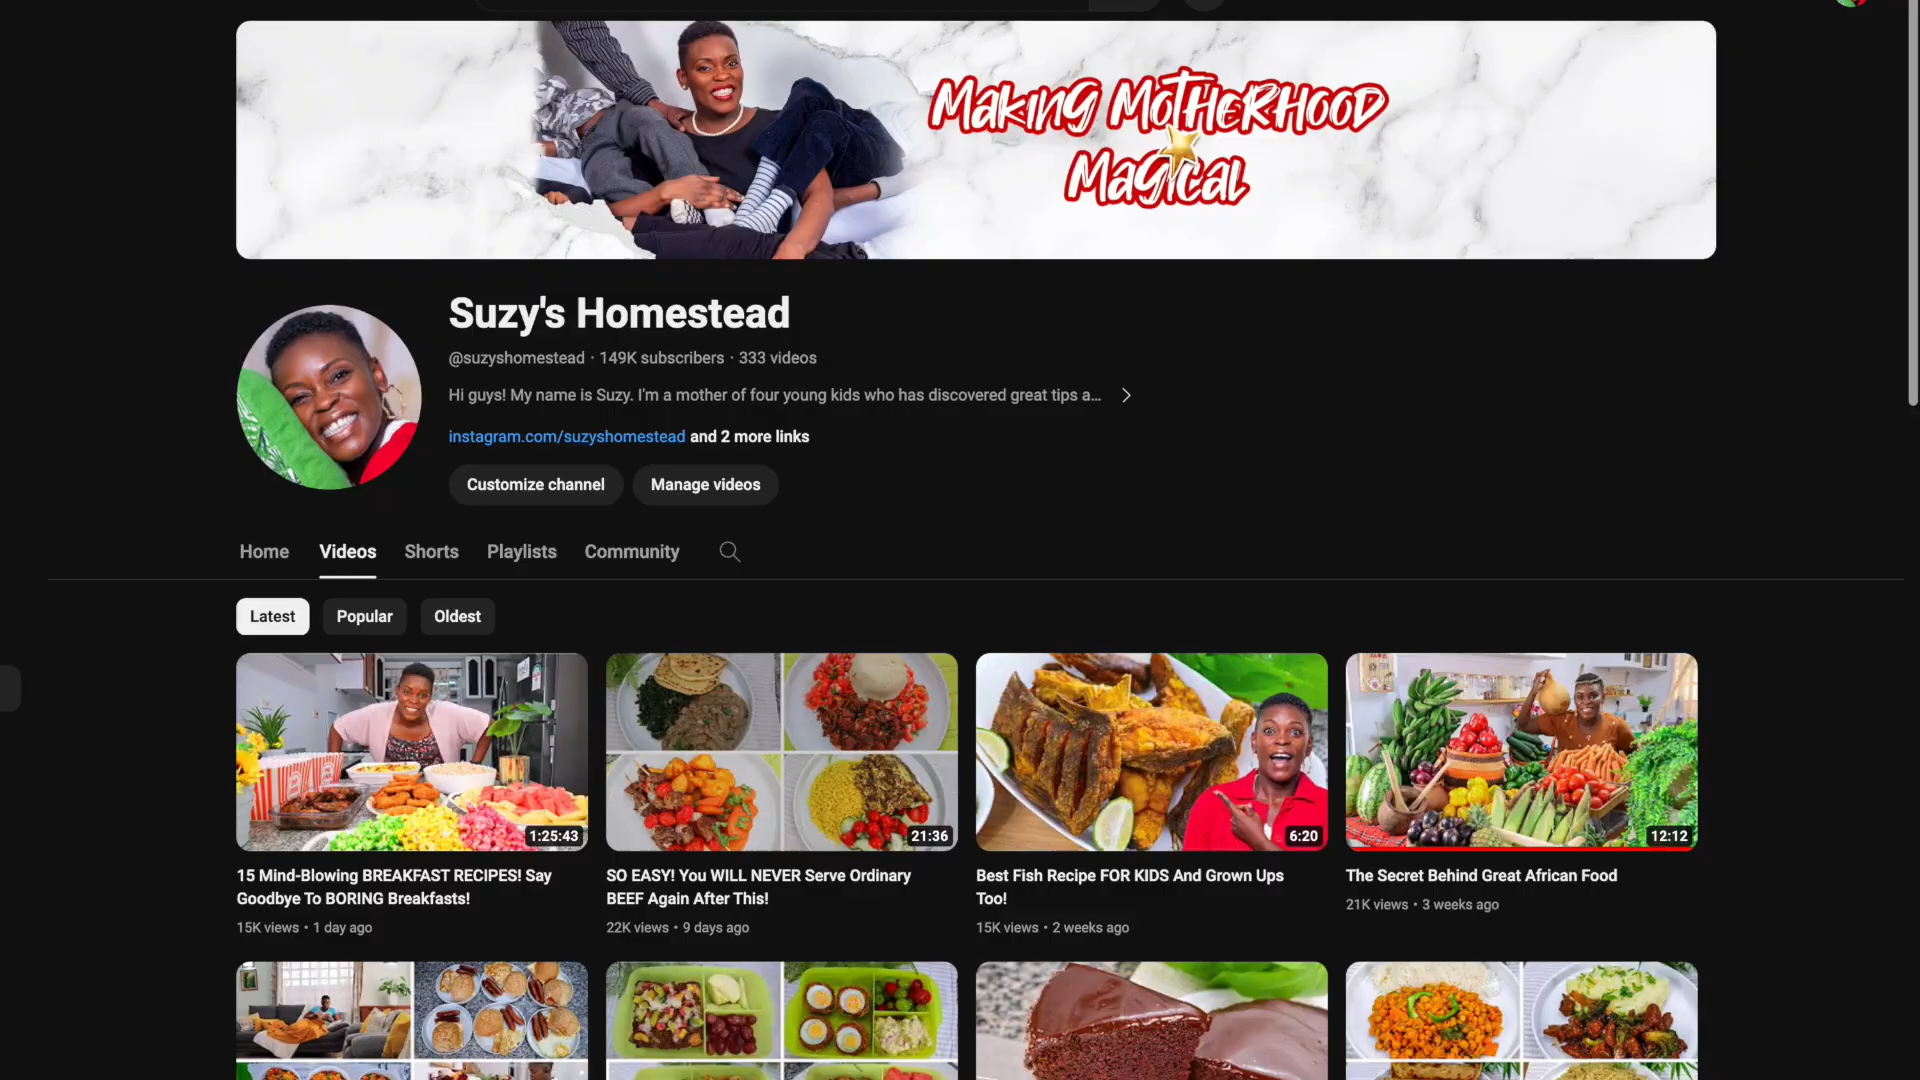 Making Motherhood
Magical
Suzy's Homestead
@suzyshomestead · 149K subscribers · 333 videos
Hi guys! My name is Suzy. I'm a mother of four young kids who has discovered great tips a...
instagram.com/suzyshomestead and 2 more links
Customize channel Manage videos
Home Videos Shorts Playlists Community
Latest Popular Oldest
1:25:43 21:36 6:20 12:12
15 Mind-Blowing BREAKFAST RECIPES! Say
Goodbye To BORING Breakfasts!
15K views • 1 day ago
SO EASY! You WILL NEVER Serve Ordinary
BEEF Again After This!
22K views • 9 days ago
Best Fish Recipe FOR KIDS And Grown Ups
Too!
15K views • 2 weeks ago
The Secret Behind Great African Food
21K views • 3 weeks ago